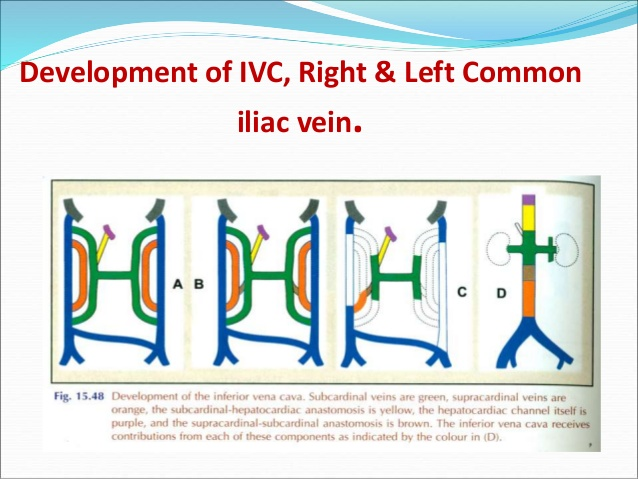 Development of IVC, Right & Left Common
iliac vein.
A B
C
D
Fig. 15.48 Development of the inferior vena cava. Subcardinal veins are green, supracardinal veins are
orange, the subcardinal-hepatocardiac anastomosis is yellow, the hepatocardiac channel itself is
purple, and the supracardinal-subcardinal anastomosis is brown. The inferior vena cava receives
contributions from each of these components as indicated by the colour in (D).